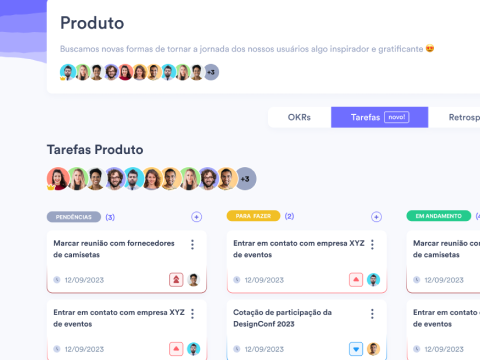 Produto
Buscamos novas formas de tornar a jornada dos nossos usuários algo inspirador e gratificante 😍
+3
OKRs
Tarefas
novo!
Retrosp
Tarefas Produto
+3
PENDÊNCIAS
(3)
PARA FAZER
(2)
EM ANDAMENTO
Marcar reunião com fornecedores
de camisetas
12/09/2023
Entrar em contato com empresa XYZ
de eventos
12/09/2023
Marcar reunião com
de camisetas
12/09/2023
Entrar em contato com empresa XYZ
de eventos
12/09/2023
Cotação de participação da
DesignConf 2023
12/09/2023
Entrar em contato
de eventos
12/09/2023